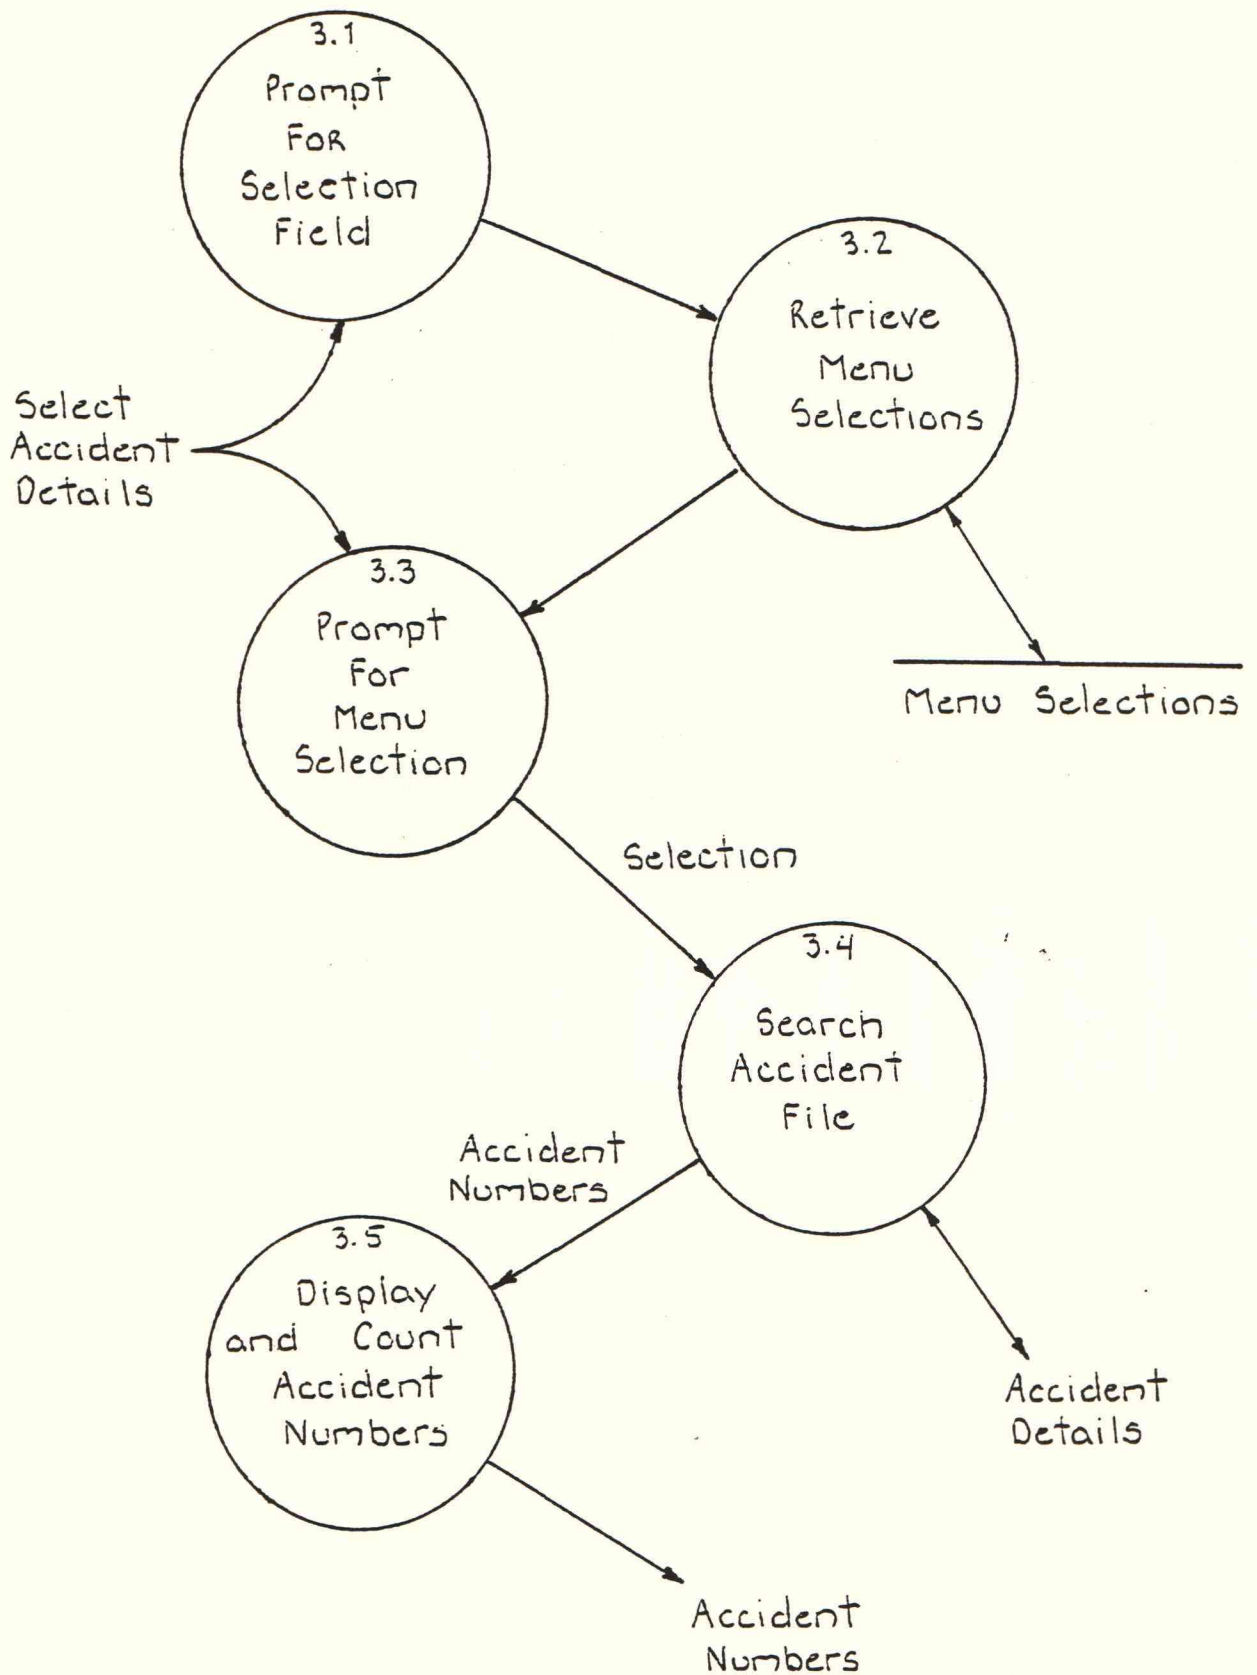 3.1
Prompt
FOR
Selection
Field
3.2
Retrieve
Menu
Selections
Select
Accident
Details
3.3
Prompt
For
Menu
Selection
Menu Selections
Selection
3.4
Search
Accident
File
Accident
Numbers
3.5
Display
and Count
Accident
Numbers
Accident
Details
Accident
Numbers